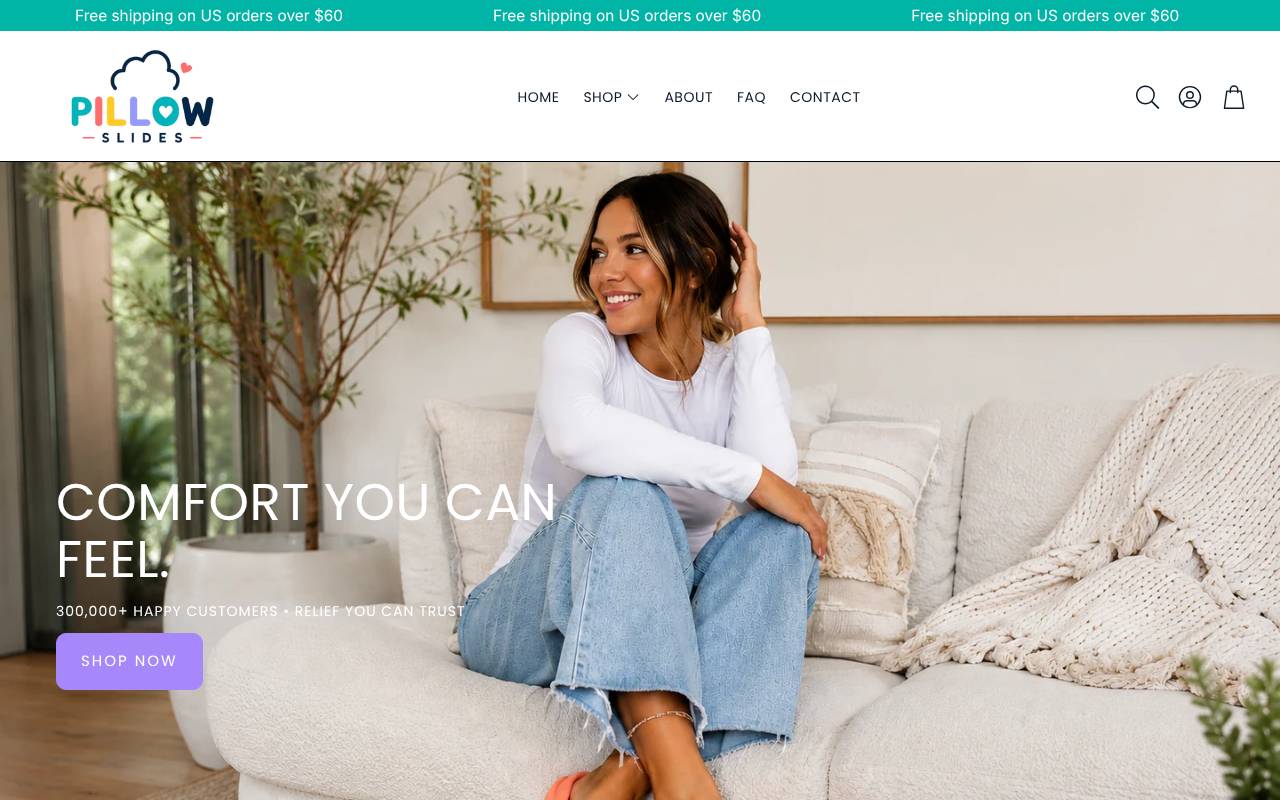 Free shipping on US orders over $60 Free shipping on US orders over $60 Free shipping on US orders over $60
PILLOW
SLIDES
HOME SHOP ABOUT FAQ CONTACT
COMFORT YOU CAN
FEEL.
300,000+ HAPPY CUSTOMERS • RELIEF YOU CAN TRUST
SHOP NOW